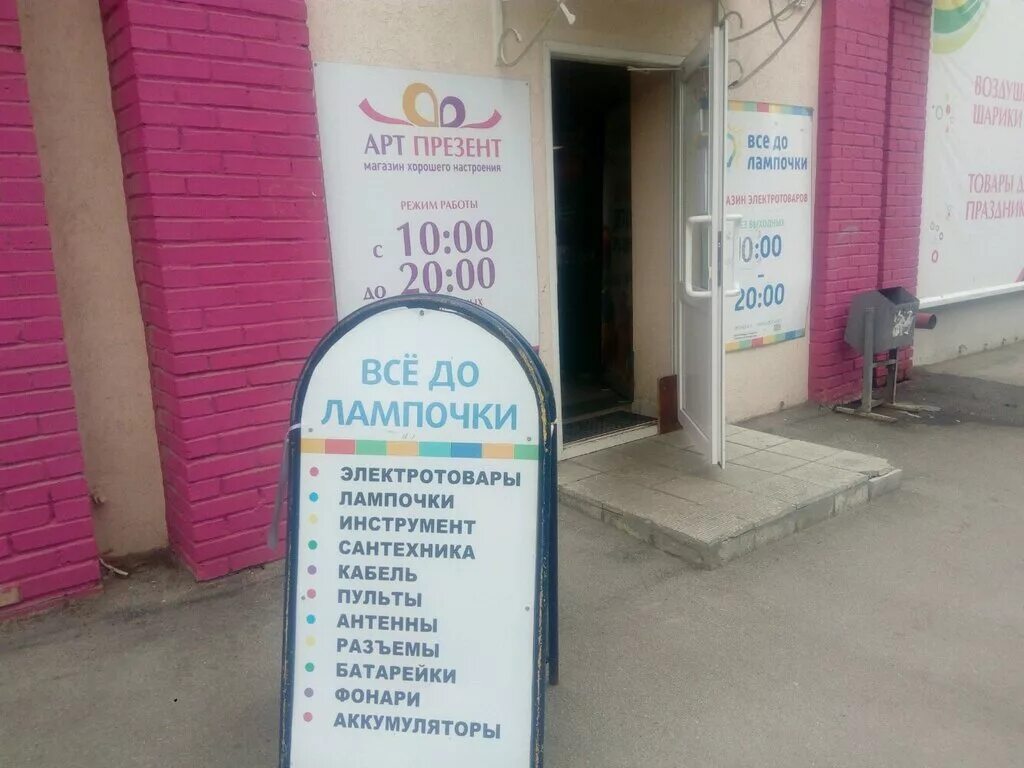 АРТ ПРЕЗЕНТ
магазин хорошего настроения
РЕЖИМ РАБОТЫ
с 10:00
до 20:00
ВСЁ ДО
ЛАМПОЧКИ
ЭЛЕКТРОТОВАРЫ
ЛАМПОЧКИ
ИНСТРУМЕНТ
САНТЕХНИКА
КАБЕЛЬ
ПУЛЬТЫ
АНТЕННЫ
РАЗЪЕМЫ
БАТАРЕЙКИ
ФОНАРИ
АККУМУЛЯТОРЫ
все до
лампочки
АЗИН ЭЛЕКТРОТОВАРОВ
ВЫХОДНЫХ
10:00
-
20:00
ВОЗДУШ
ШАРИКИ
ТОВАРЫ Д
ПРАЗДНИК